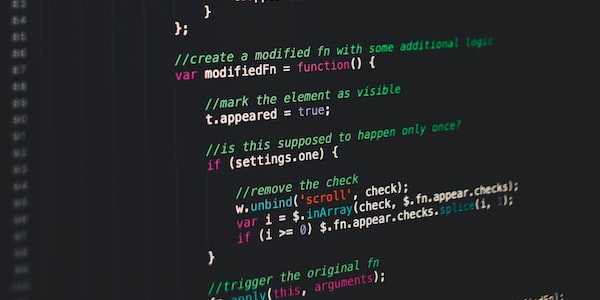 }
};
//create a modified fn with some additional logic
var modifiedFn = function() {
//mark the element as visible
t.appeared = true;
//is this supposed to happen only once?
if (settings.one) {
//remove the check
w.unbind('scroll', check);
var i = $.inArray(check, $.fn.appear.checks);
if (i >= 0) $.fn.appear.checks.splice(i, 1);
}
//trigger the original fn
fn.apply(this, arguments);